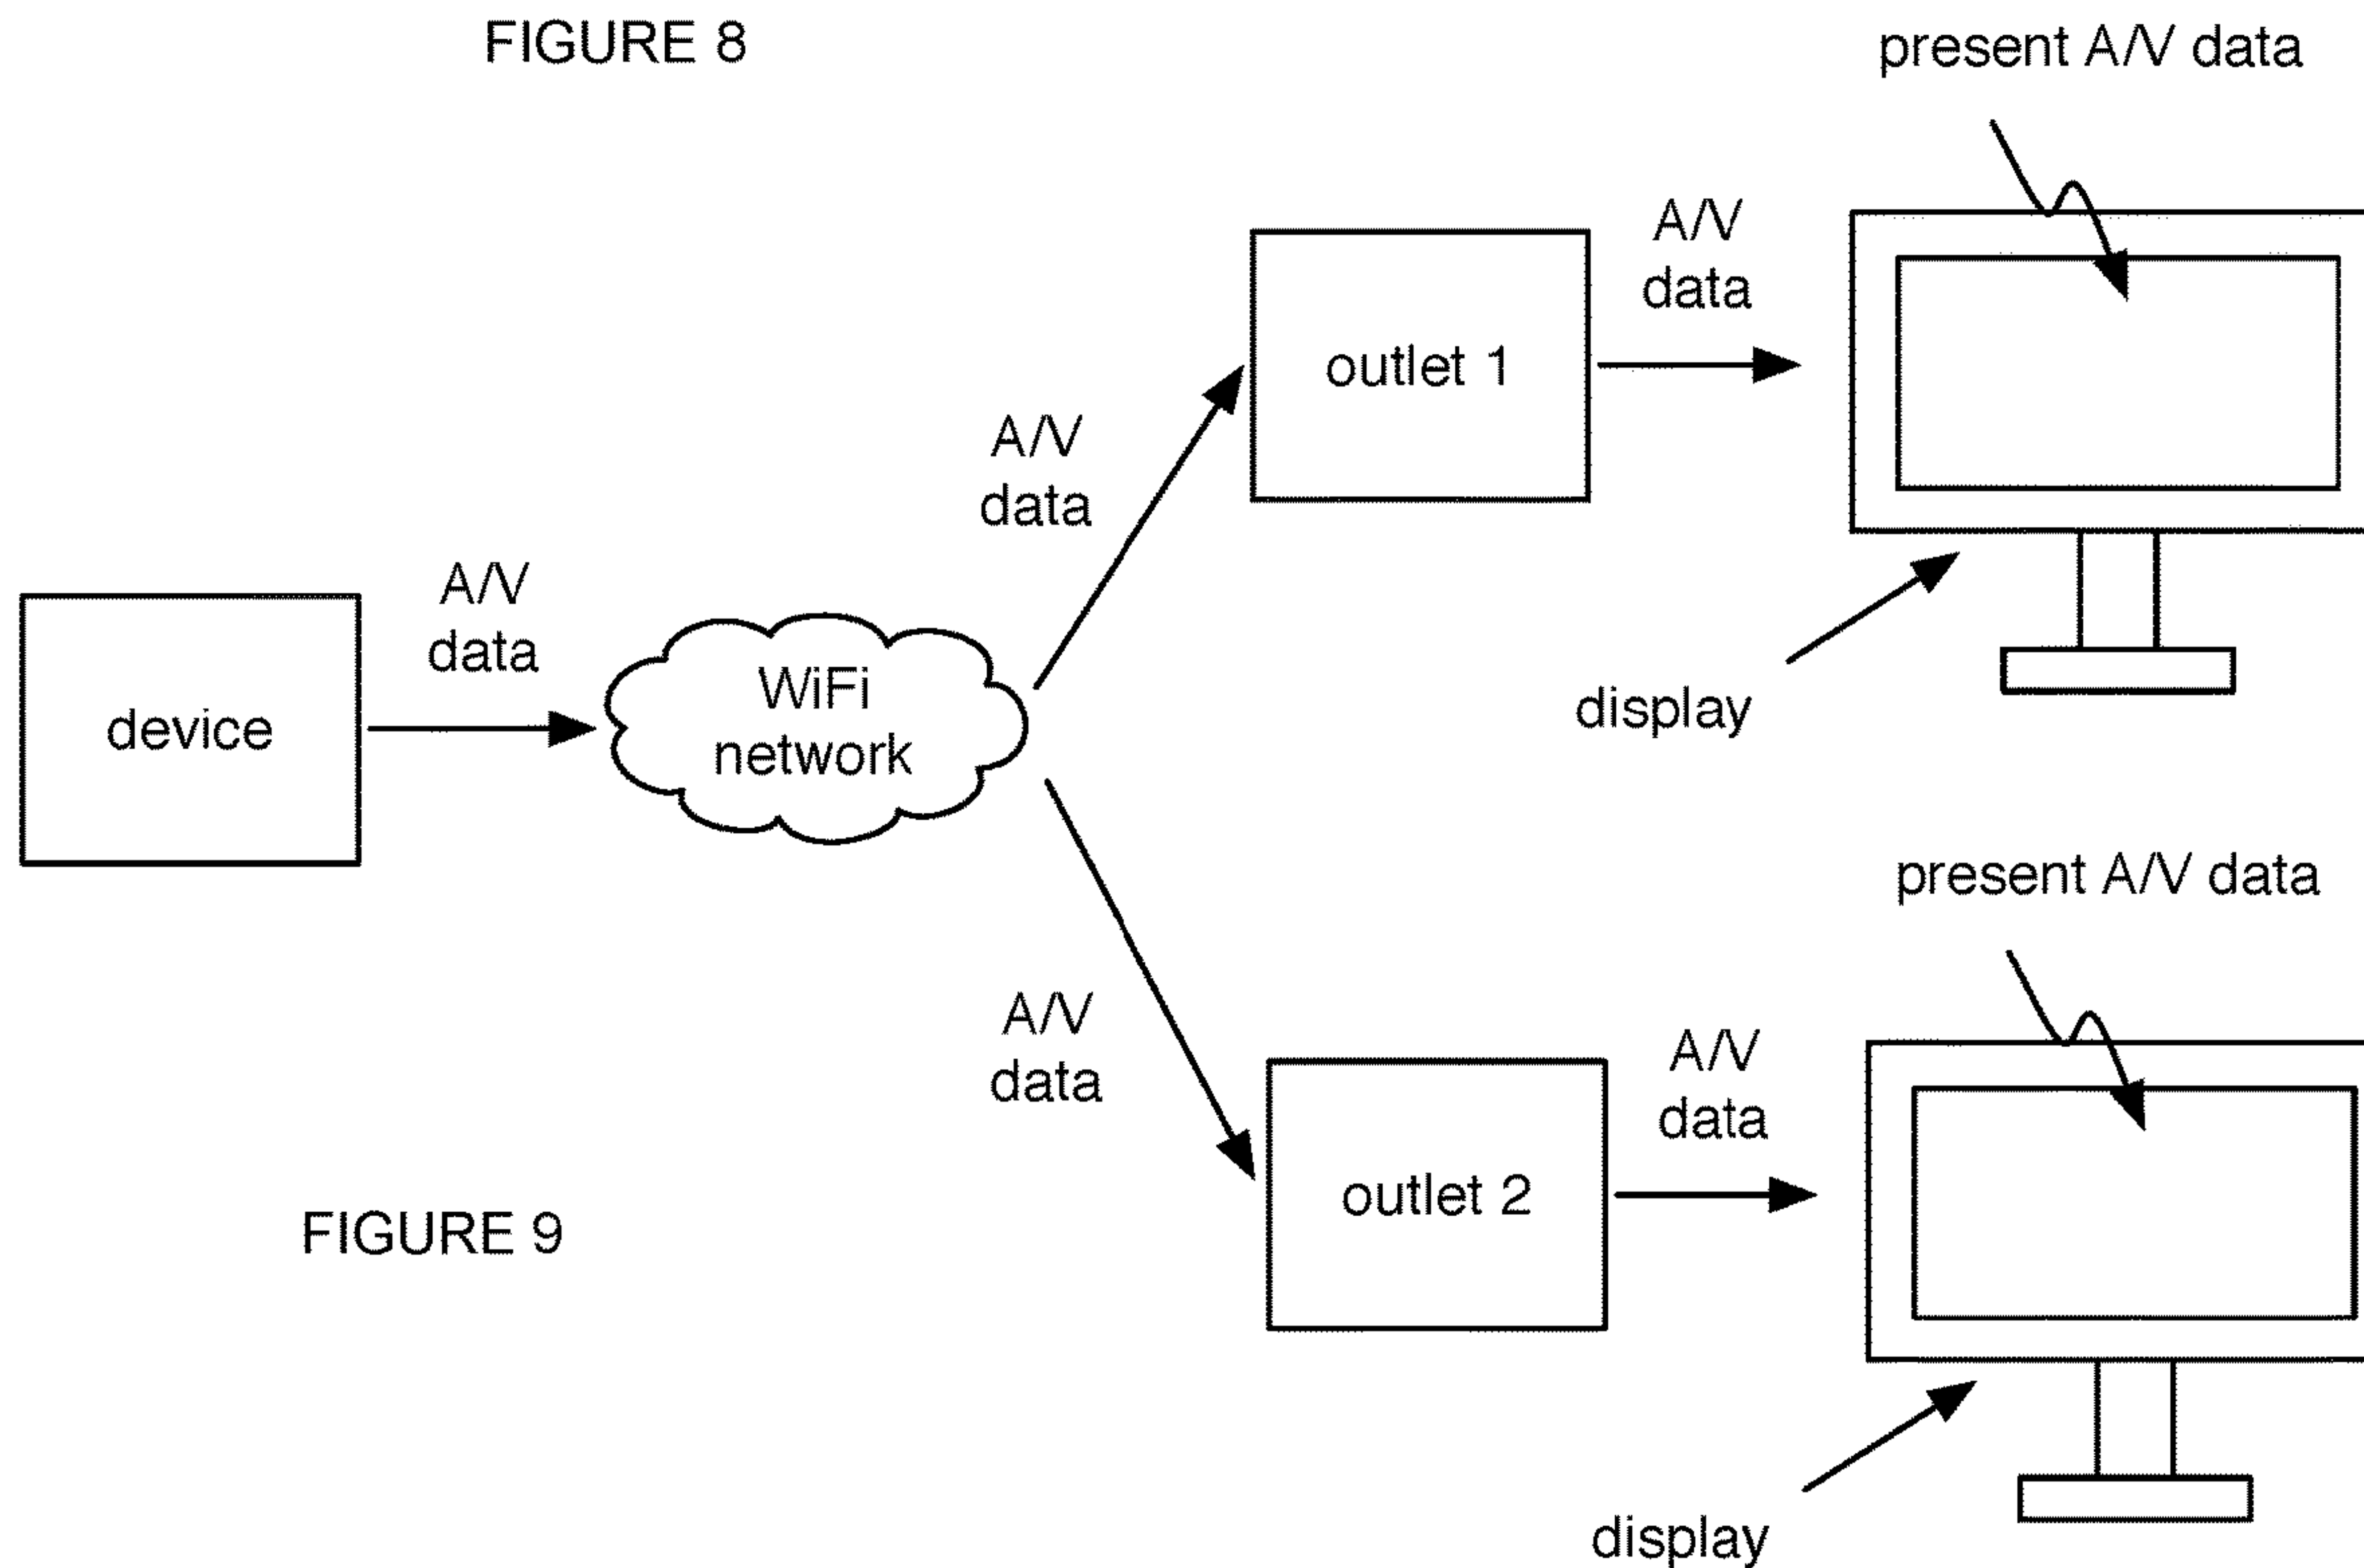 FIGURE 8
present A/V data
A/V
data
outlet 1
A/V
data
A/V
data
device
WiFi
network
display
present A/V data
A/V
data
A/V
data
outlet 2
FIGURE 9
display